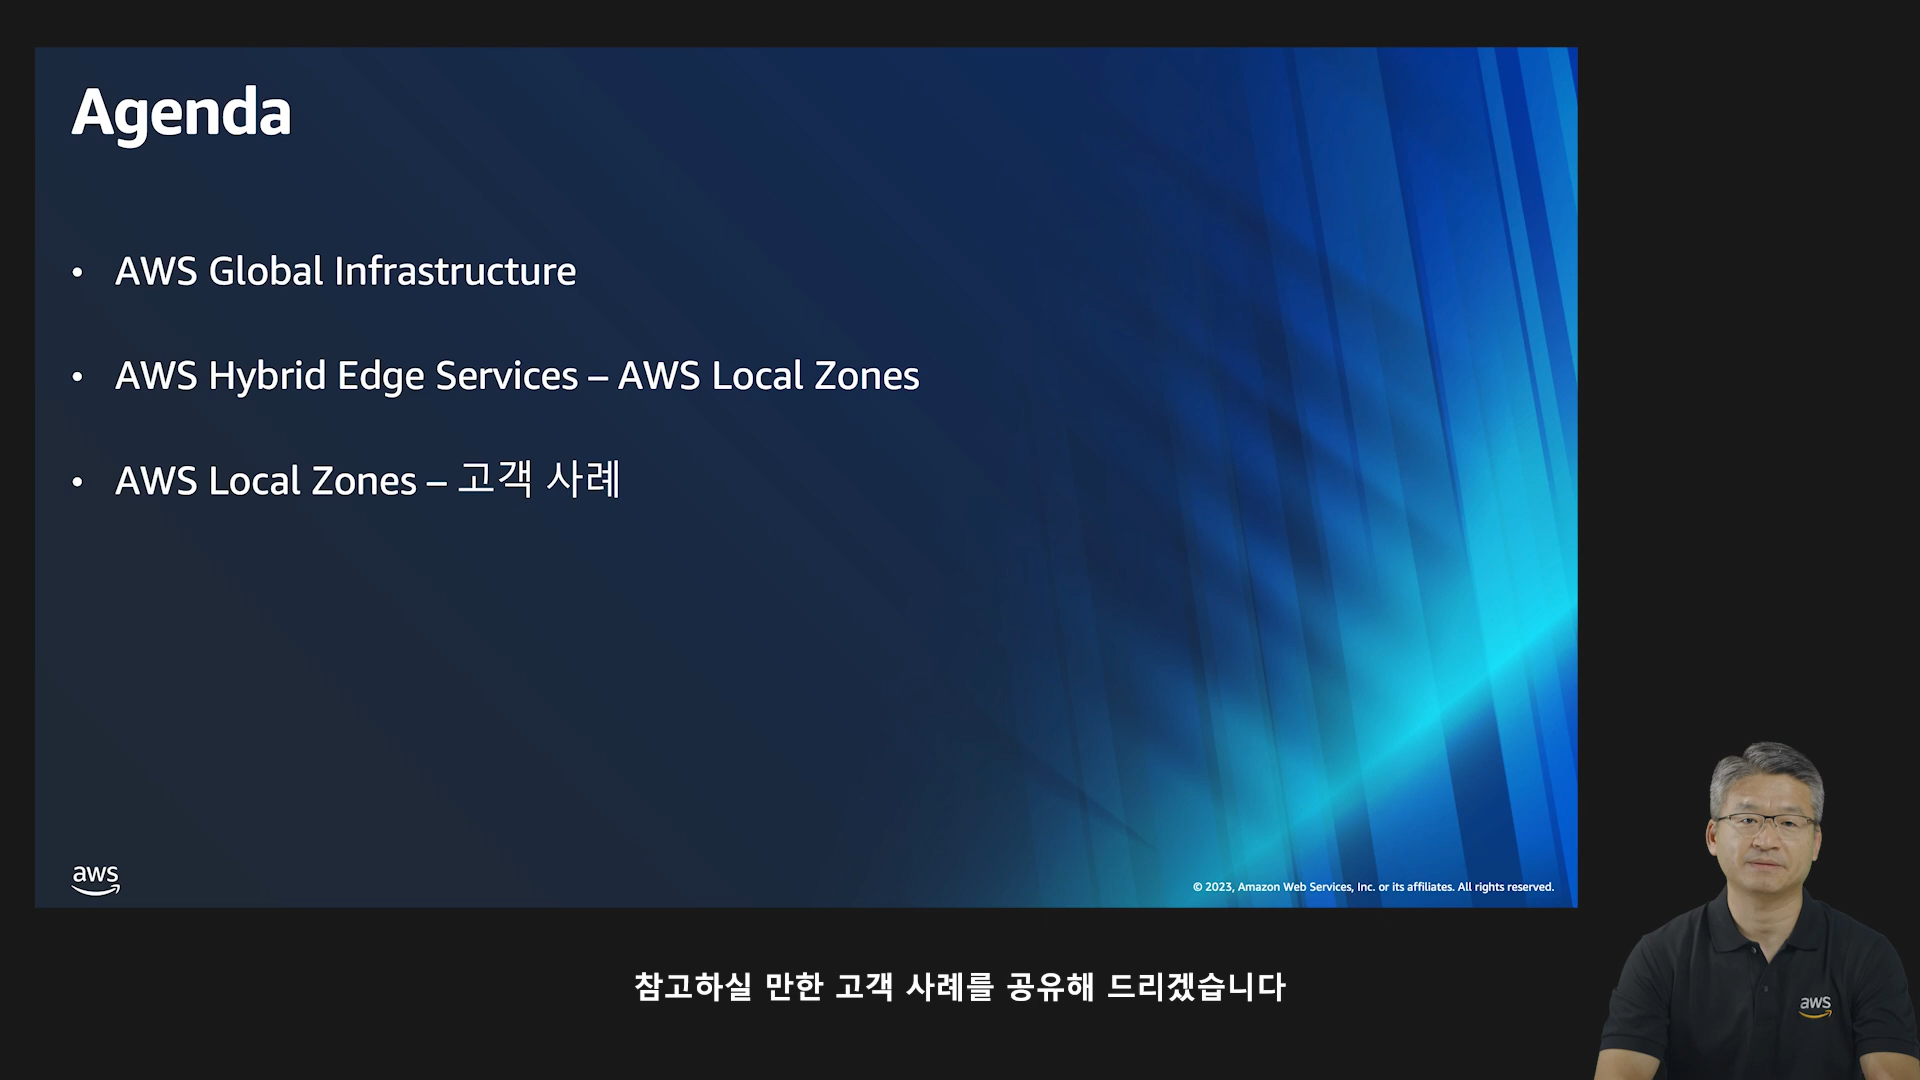 Agenda
• AWS Global Infrastructure
• AWS Hybrid Edge Services – AWS Local Zones
• AWS Local Zones – 고객 사례
aws
© 2023, Amazon Web Services, Inc. or its affiliates. All rights reserved.
참고하실 만한 고객 사례를 공유해 드리겠습니다
aws